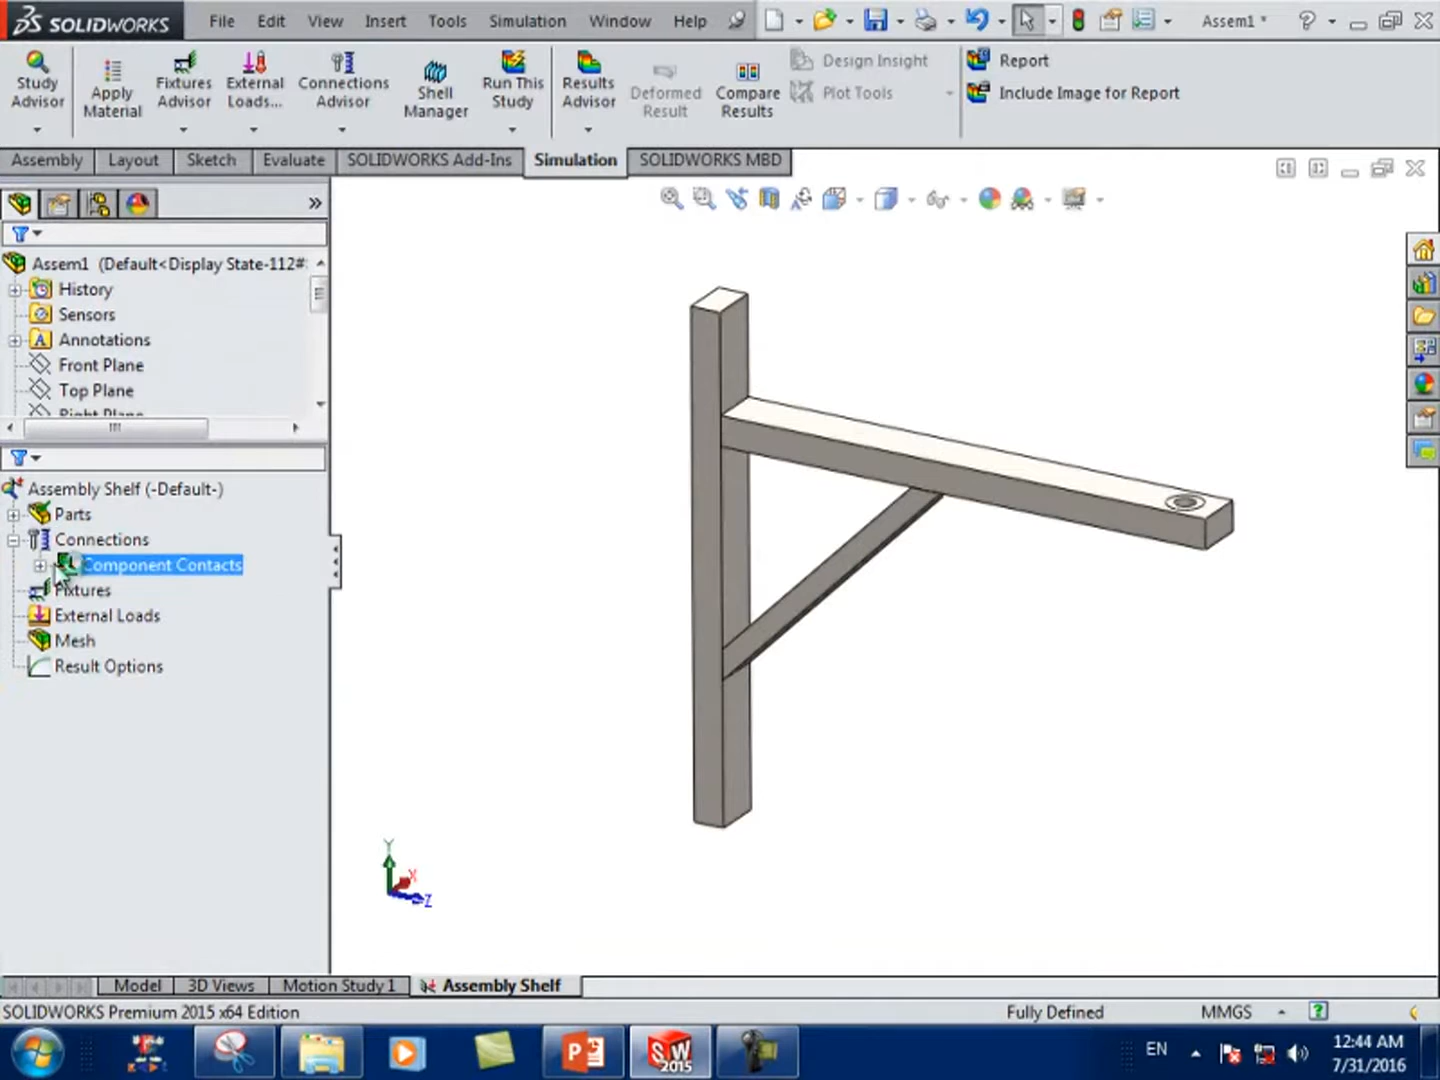 SOLIDWORKS File Edit View Insert Tools Simulation Window Help Assem1 *
Study Advisor
Apply Material
Fixtures Advisor
External Loads...
Connections Advisor
Shell Manager
Run This Study
Results Advisor
Deformed Result
Compare Results
Design Insight
Plot Tools
Report
Include Image for Report
Assembly Layout Sketch Evaluate SOLIDWORKS Add-Ins Simulation SOLIDWORKS MBD
Assem1 (Default<Display State-112#
History
Sensors
Annotations
Front Plane
Top Plane
Right Plane
Assembly Shelf (-Default-)
Parts
Connections
Component Contacts
Fixtures
External Loads
Mesh
Result Options
Y
X
Z
Model 3D Views Motion Study 1 Assembly Shelf
SOLIDWORKS Premium 2015 x64 Edition Fully Defined MMGS
SW 2015
EN
12:44 AM
7/31/2016